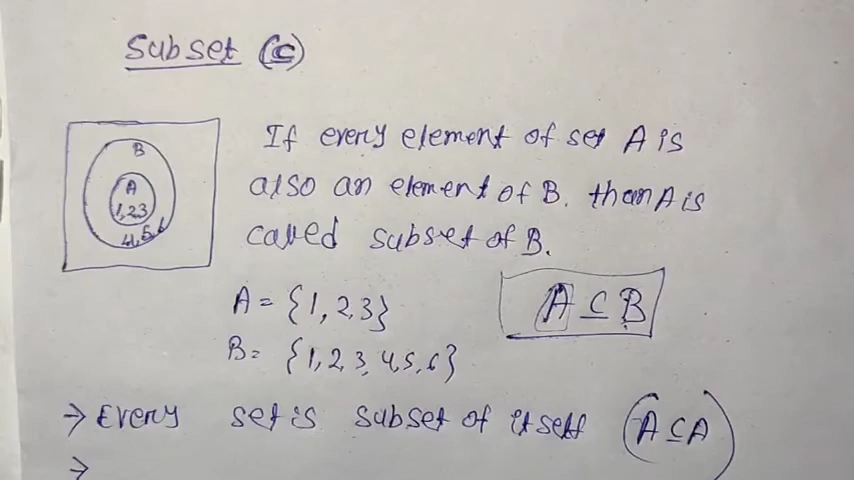 Subset (⊆)
B
A
1,2,3
4,5,6
If every element of set A is
also an element of B. than A is
called subset of B.
A = {1, 2, 3}
A ⊆ B
B = {1, 2, 3, 4, 5, 6}
→ Every set is subset of itself (A ⊆ A)
→